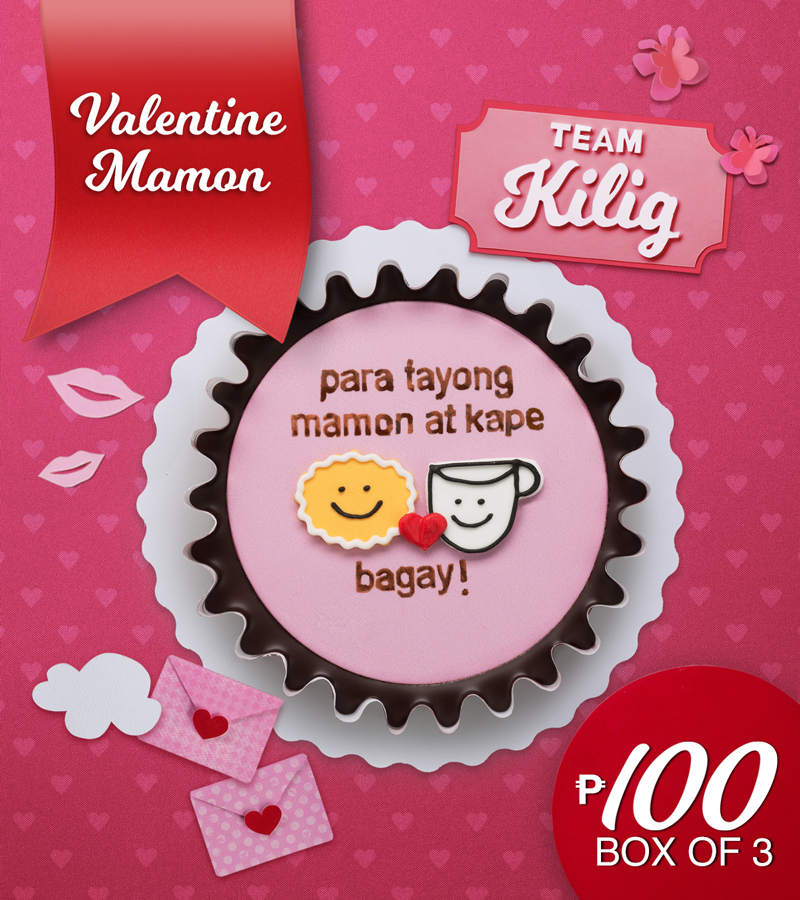 Valentine
Mamon
TEAM
Kilig
para tayong
mamon at kape
bagay!
₱100
BOX OF 3